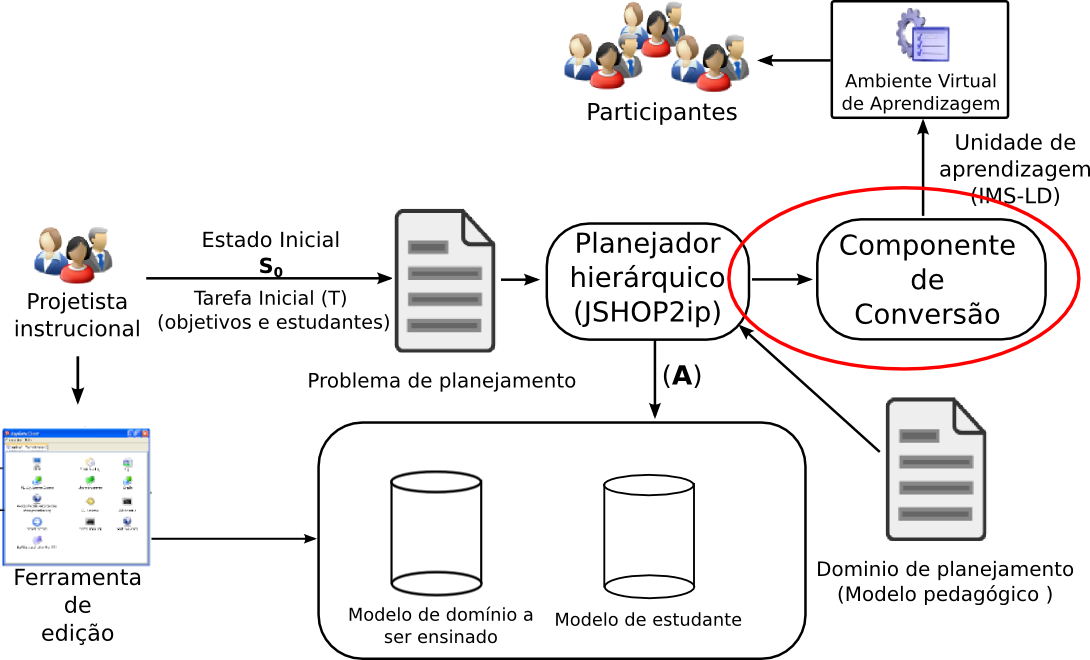 Participantes
Ambiente Virtual
de Aprendizagem
Unidade de
aprendizagem
(IMS-LD)
Projetista
instrucional
Estado Inicial
S0
Tarefa Inicial (T)
(objetivos e estudantes)
Problema de planejamento
Planejador
hierárquico
(JSHOP2ip)
Componente
de
Conversão
(A)
Ferramenta
de
edição
Modelo de domínio a
ser ensinado
Modelo de estudante
Dominio de planejamento
(Modelo pedagógico )